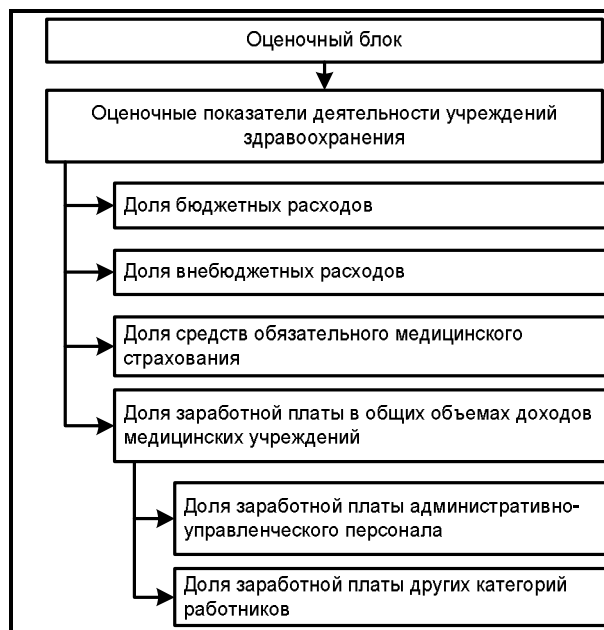 Оценочный блок
Оценочные показатели деятельности учреждений
здравоохранения
Доля бюджетных расходов
Доля внебюджетных расходов
Доля средств обязательного медицинского
страхования
Доля заработной платы в общих объемах доходов
медицинских учреждений
Доля заработной платы административно-
управленческого персонала
Доля заработной платы других категорий
работников